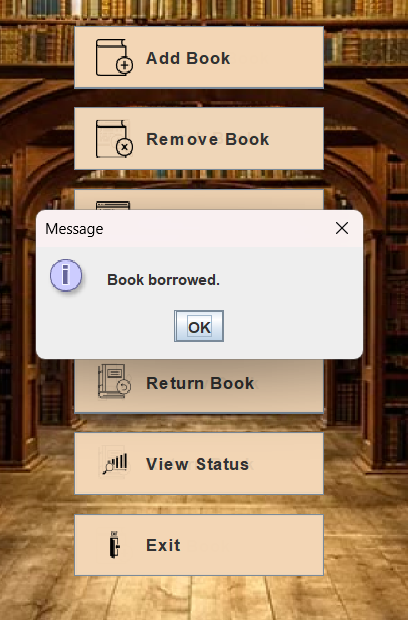 Add Book
Remove Book
Message
Book borrowed.
OK
Return Book
View Status
Exit